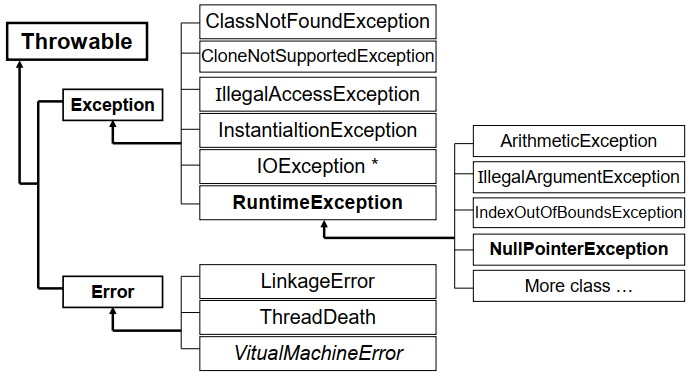 Throwable
Exception
ClassNotFoundException
CloneNotSupportedException
IllegalAccessException
InstantialtionException
IOException *
RuntimeException
ArithmeticException
IllegalArgumentException
IndexOutOfBoundsException
NullPointerException
More class …
Error
LinkageError
ThreadDeath
VitualMachineError